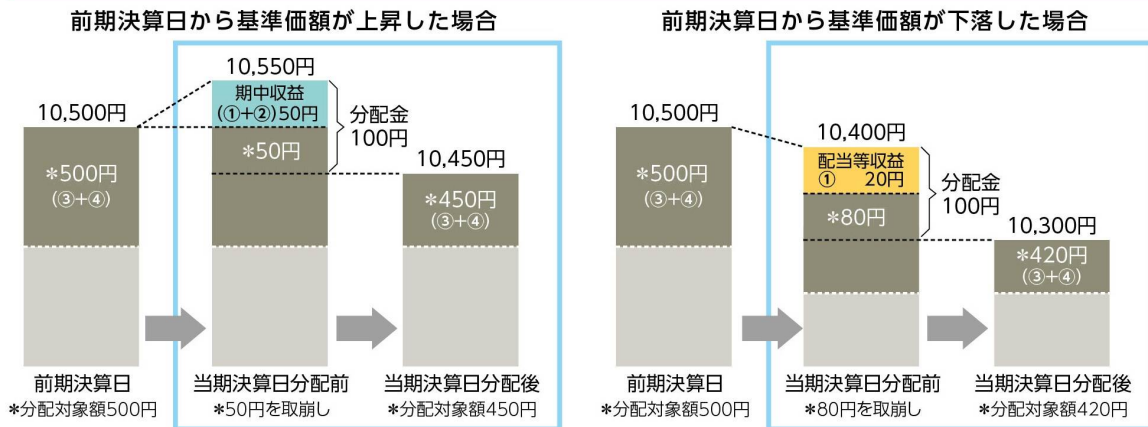 前期決算日から基準価額が上昇した場合
10,550円
期中収益
(①+②)50円
分配金
100円
10,500円
*50円
10,450円
*500円
(③+④)
*450円
(③+④)
前期決算日
*分配対象額500円
当期決算日分配前
*50円を取崩し
当期決算日分配後
*分配対象額450円
前期決算日から基準価額が下落した場合
10,500円
10,400円
配当等収益
① 20円
分配金
100円
*500円
(③+④)
*80円
10,300円
*420円
(③+④)
前期決算日
*分配対象額500円
当期決算日分配前
*80円を取崩し
当期決算日分配後
*分配対象額420円